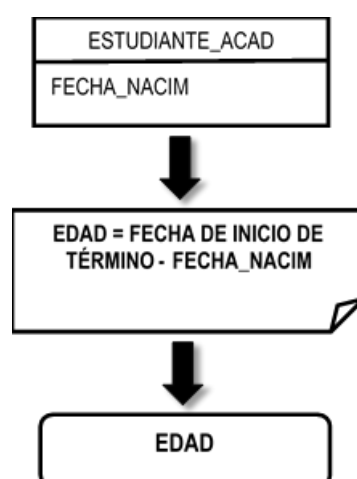 ESTUDIANTE_ACAD
FECHA_NACIM
EDAD = FECHA DE INICIO DE
TÉRMINO - FECHA_NACIM
EDAD